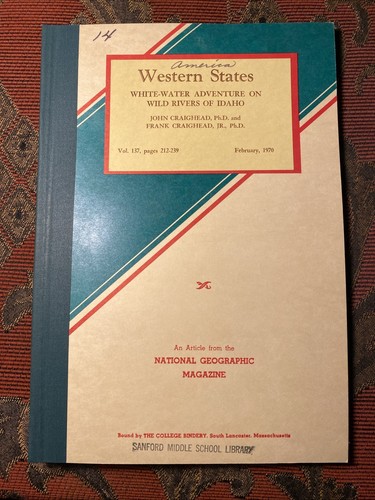 14
America
Western States
WHITE-WATER ADVENTURE ON
WILD RIVERS OF IDAHO
JOHN CRAIGHEAD, Ph.D. and
FRANK CRAIGHEAD, JR., Ph.D.
Vol. 137, pages 212-239 February, 1970
An Article from the
NATIONAL GEOGRAPHIC
MAGAZINE
Bound by THE COLLEGE BINDERY, South Lancaster, Massachusetts
SANFORD MIDDLE SCHOOL LIBRARY